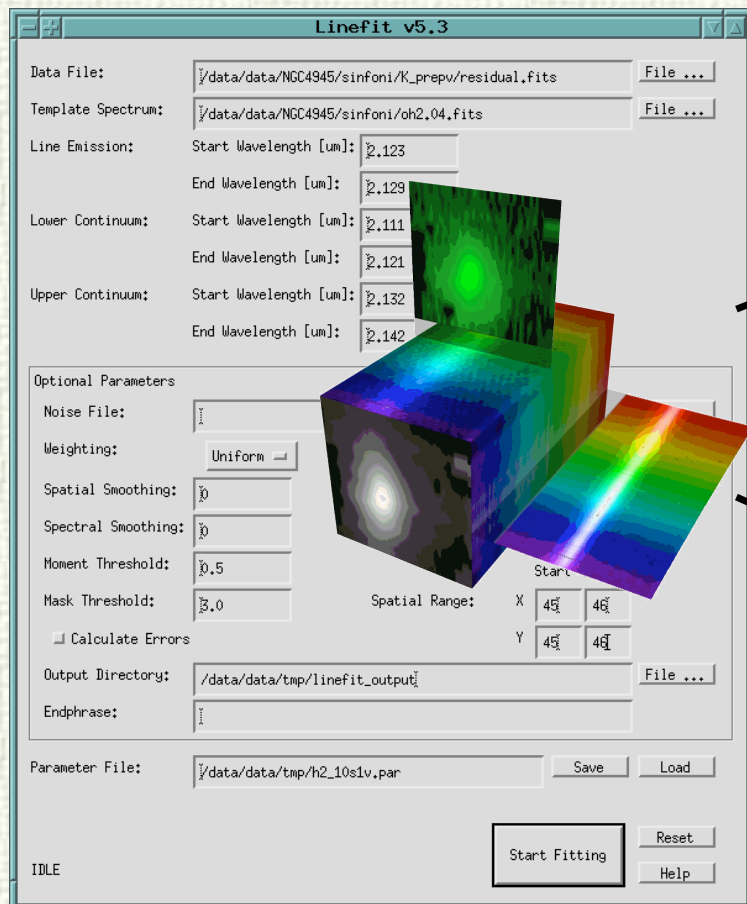 Linefit v5.3
Data File: /data/data/NGC4945/sinfoni/K_prepv/residual.fits File ...
Template Spectrum: /data/data/NGC4945/sinfoni/oh2.04.fits File ...
Line Emission: Start Wavelength [um]: 2.123
End Wavelength [um]: 2.129
Lower Continuum: Start Wavelength [um]: 2.111
End Wavelength [um]: 2.121
Upper Continuum: Start Wavelength [um]: 2.132
End Wavelength [um]: 2.142
Optional Parameters
Noise File:
Weighting: Uniform
Spatial Smoothing: 0
Spectral Smoothing: 0
Moment Threshold: 0.5 Start
Mask Threshold: 3.0 Spatial Range: X 45 46
Calculate Errors Y 45 46
Output Directory: /data/data/tmp/linefit_output File ...
Endphrase:
Parameter File: /data/data/tmp/h2_10s1v.par Save Load
Start Fitting Reset
IDLE Help